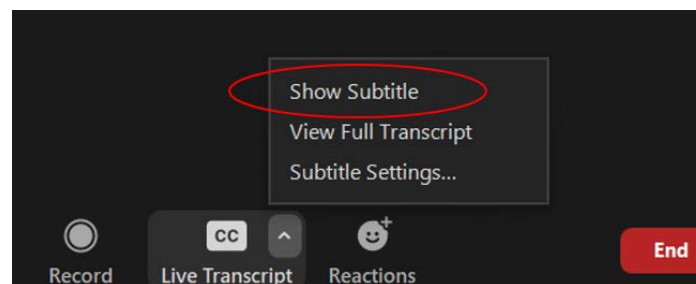 Show Subtitle
View Full Transcript
Subtitle Settings...
CC
End
Record
Live Transcript
Reactions